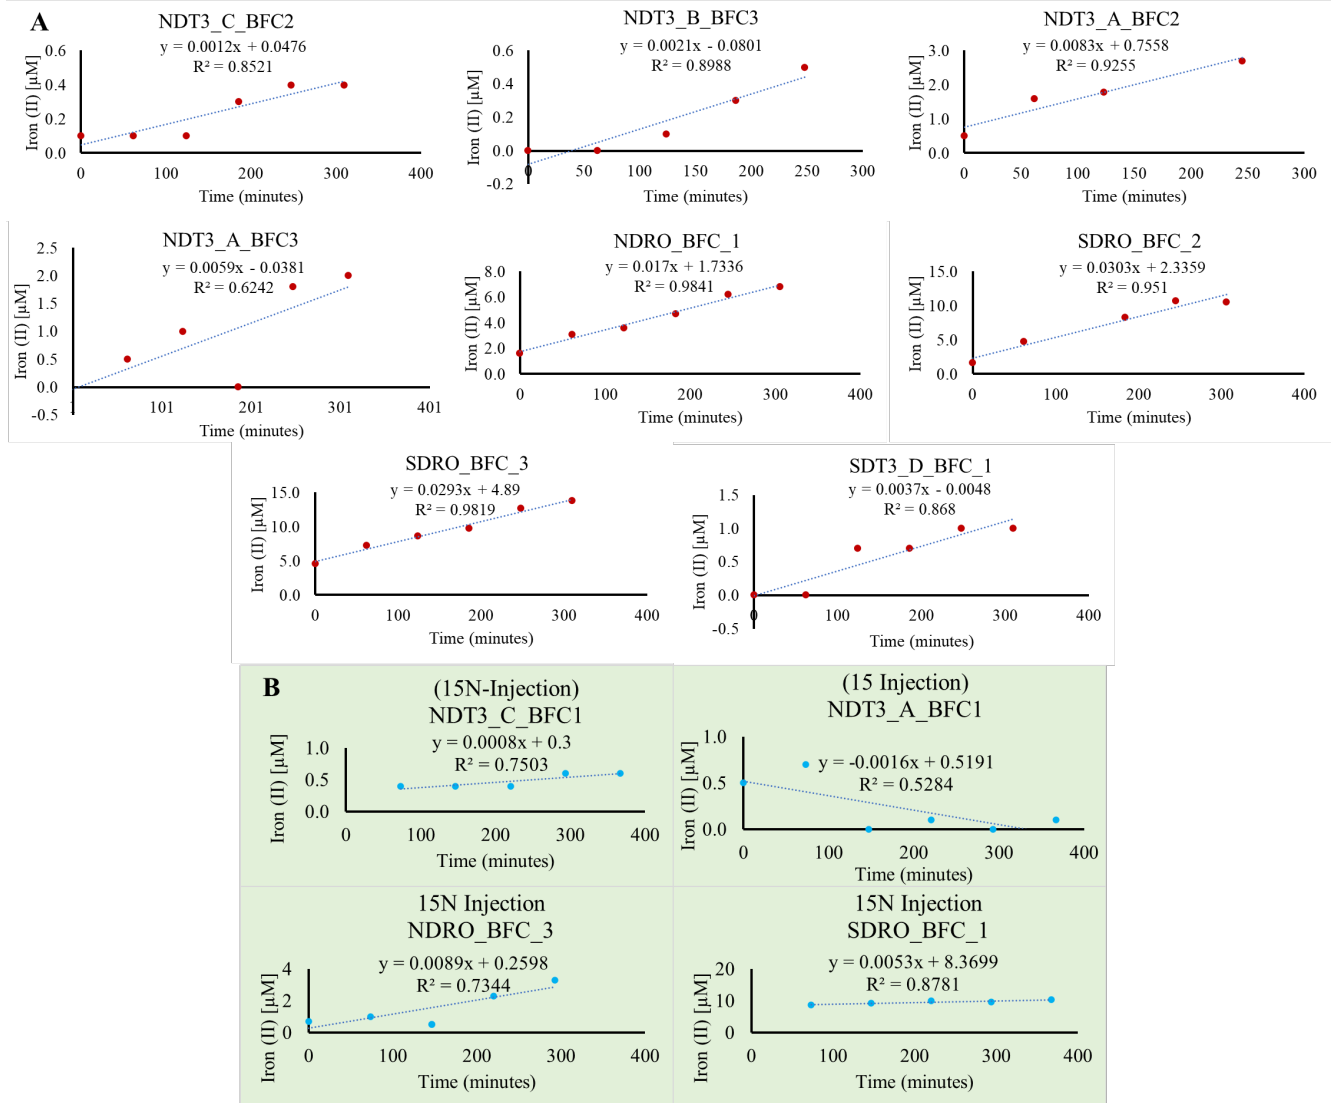 A
NDT3_C_BFC2
y = 0.0012x + 0.0476
R² = 0.8521
Iron (II) [µM]
0.6
0.4
0.2
0.0
0 100 200 300 400
Time (minutes)
NDT3_B_BFC3
y = 0.0021x - 0.0801
R² = 0.8988
Iron (II) [µM]
0.6
0.4
0.2
0.0
-0.2
0 50 100 150 200 250 300
Time (minutes)
NDT3_A_BFC2
y = 0.0083x + 0.7558
R² = 0.9255
Iron (II) [µM]
3.0
2.0
1.0
0.0
0 50 100 150 200 250 300
Time (minutes)
NDT3_A_BFC3
y = 0.0059x - 0.0381
R² = 0.6242
Iron (II) [µM]
2.5
2.0
1.5
1.0
0.5
0.0
-0.5
101 201 301 401
Time (minutes)
NDRO_BFC_1
y = 0.017x + 1.7336
R² = 0.9841
Iron (II) [µM]
8.0
6.0
4.0
2.0
0.0
0 100 200 300 400
Time (minutes)
SDRO_BFC_2
y = 0.0303x + 2.3359
R² = 0.951
Iron (II) [µM]
15.0
10.0
5.0
0.0
0 100 200 300 400
Time (minutes)
SDRO_BFC_3
y = 0.0293x + 4.89
R² = 0.9819
Iron (II) [µM]
15.0
10.0
5.0
0.0
0 100 200 300 400
Time (minutes)
SDT3_D_BFC_1
y = 0.0037x - 0.0048
R² = 0.868
Iron (II) [µM]
1.5
1.0
0.5
0.0
-0.5
0 100 200 300 400
Time (minutes)
B
(15N-Injection)
NDT3_C_BFC1
y = 0.0008x + 0.3
R² = 0.7503
Iron (II) [µM]
1.0
0.5
0.0
0 100 200 300 400
Time (minutes)
(15 Injection)
NDT3_A_BFC1
y = -0.0016x + 0.5191
R² = 0.5284
Iron (II) [µM]
1.0
0.5
0.0
0 100 200 300 400
Time (minutes)
15N Injection
NDRO_BFC_3
y = 0.0089x + 0.2598
R² = 0.7344
Iron (II) [µM]
4
2
0
0 100 200 300 400
Time (minutes)
15N Injection
SDRO_BFC_1
y = 0.0053x + 8.3699
R² = 0.8781
Iron (II) [µM]
20
10
0
0 100 200 300 400
Time (minutes)